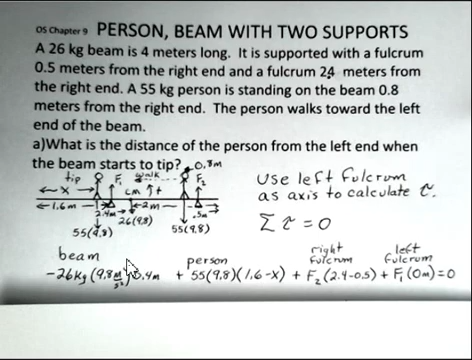 OS Chapter 9 PERSON, BEAM WITH TWO SUPPORTS
A 26 kg beam is 4 meters long. It is supported with a fulcrum
0.5 meters from the right end and a fulcrum 2.4 meters from
the right end. A 55 kg person is standing on the beam 0.8
meters from the right end. The person walks toward the left
end of the beam.
a)What is the distance of the person from the left end when
the beam starts to tip?
0.8m
tip F₁ walk F₂
← x → cm
←1.6m 2.4m ←2m→ .5m
26(9.8)
55(9.8) 55(9.8)
Use left fulcrum
as axis to calculate τ.
Σ τ = 0
beam person right fulcrum left fulcrum
-26kg (9.8 m/s²) 0.4m + 55(9.8)(1.6-x) + F₂(2.4-0.5) + F₁(0m) = 0